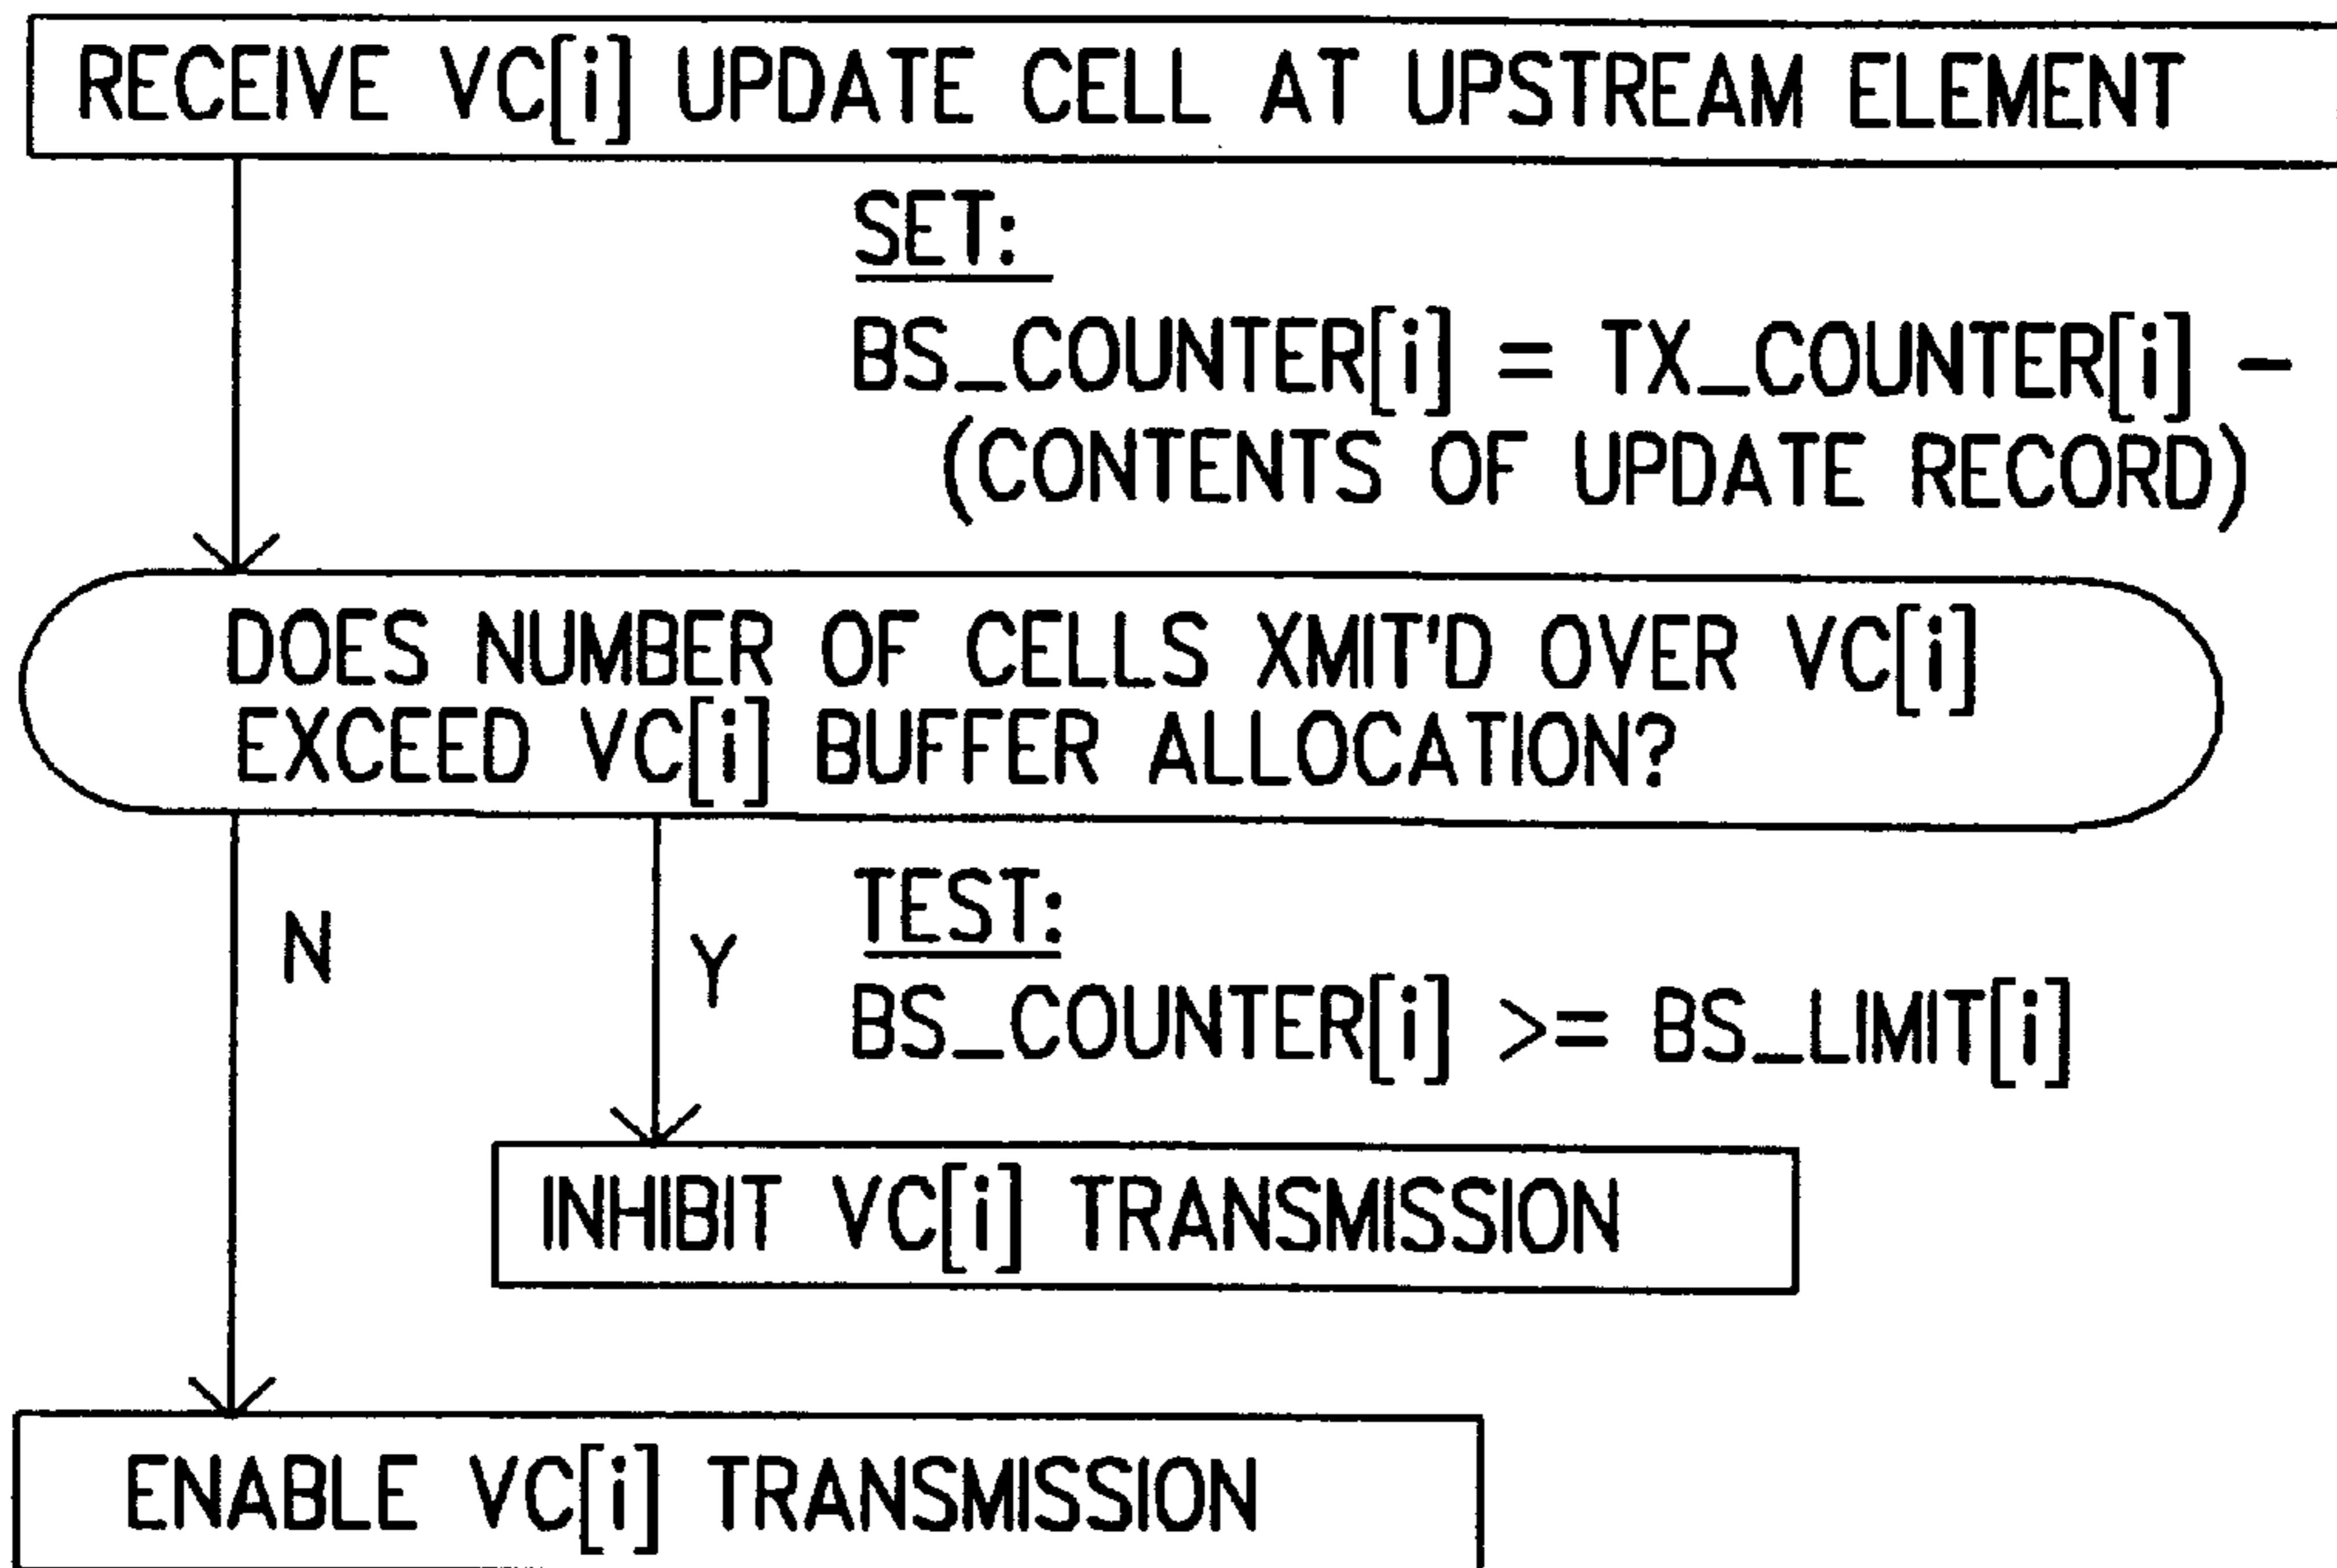 RECEIVE VC[i] UPDATE CELL AT UPSTREAM ELEMENT
SET:
BS_COUNTER[i] = TX_COUNTER[i] -
(CONTENTS OF UPDATE RECORD)
DOES NUMBER OF CELLS XMIT'D OVER VC[i]
EXCEED VC[i] BUFFER ALLOCATION?
N
Y
TEST:
BS_COUNTER[i] >= BS_LIMIT[i]
INHIBIT VC[i] TRANSMISSION
ENABLE VC[i] TRANSMISSION